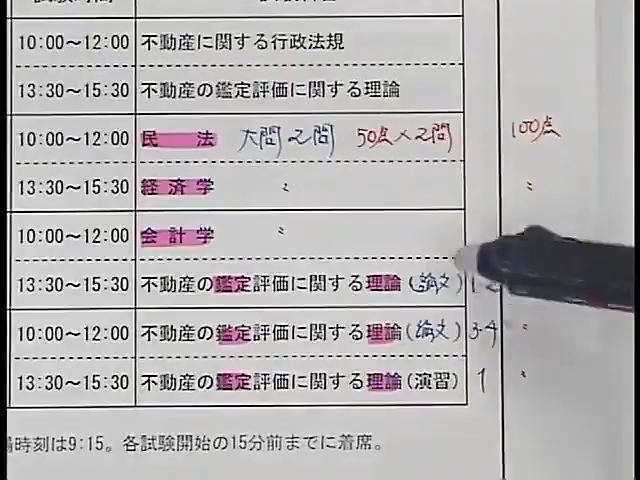 10:00～12:00 不動産に関する行政法規
13:30～15:30 不動産の鑑定評価に関する理論
10:00～12:00 民 法 大問2問 50点×2問 100点
13:30～15:30 経 済 学 〃 〃
10:00～12:00 会 計 学 〃
13:30～15:30 不動産の鑑定評価に関する理論(論文) 1-2
10:00～12:00 不動産の鑑定評価に関する理論(論文) 3-4 〃
13:30～15:30 不動産の鑑定評価に関する理論(演習) 1 〃
時刻は9:15。各試験開始の15分前までに着席。